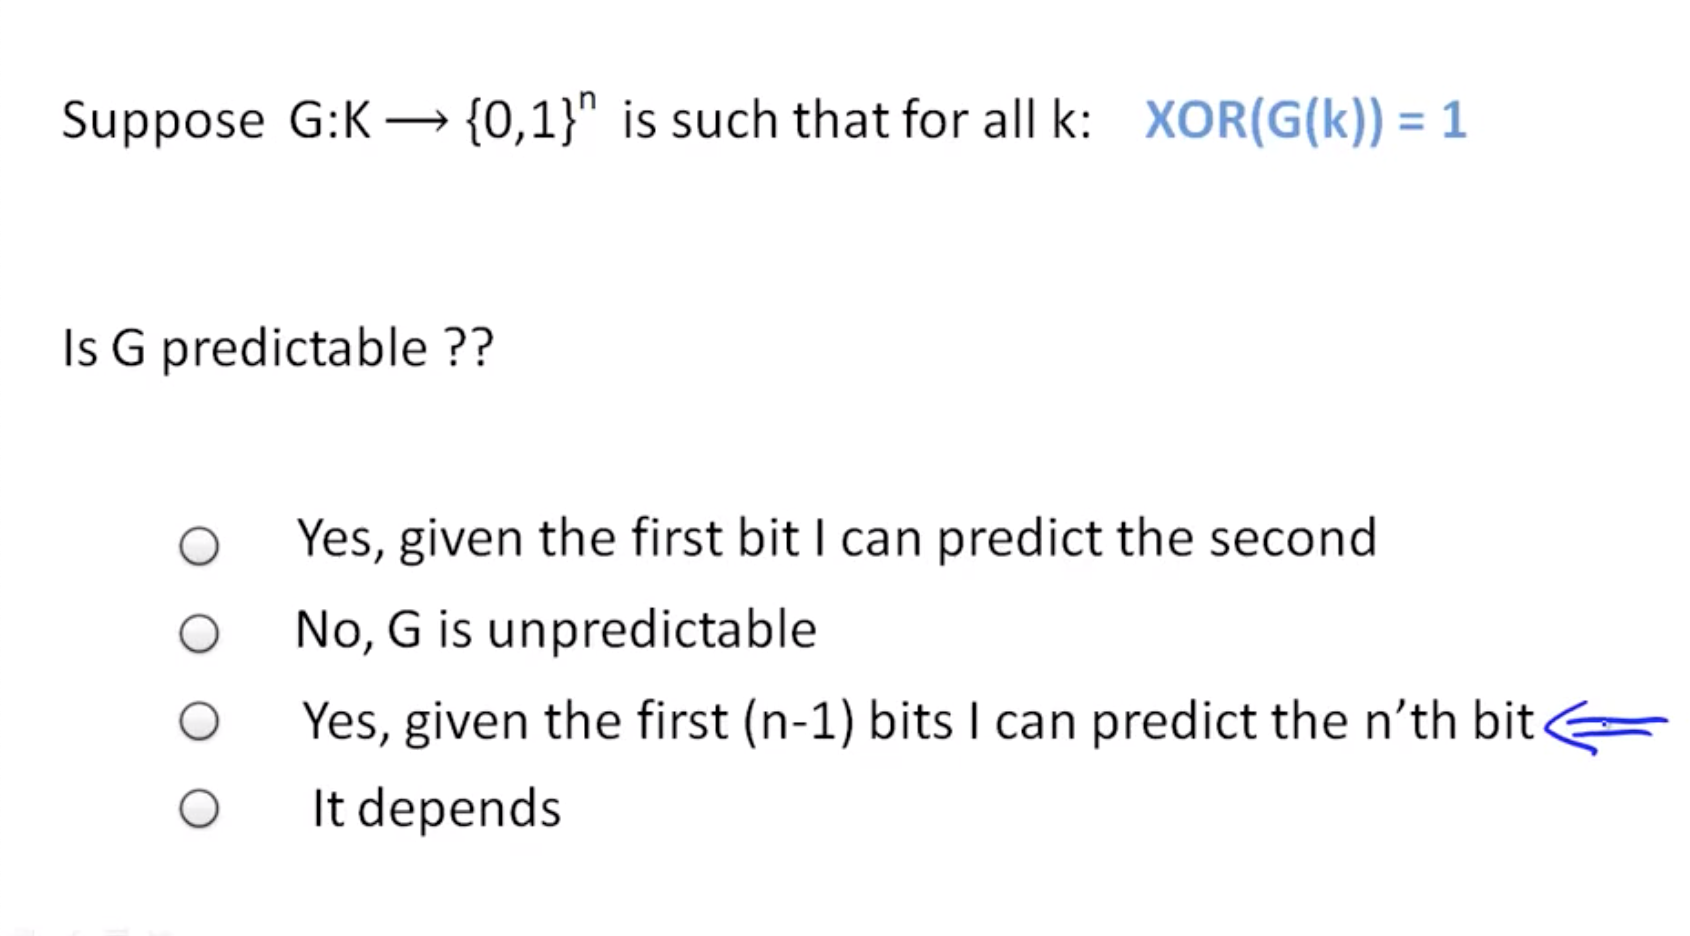 Suppose G:K ⟶ {0,1}ⁿ is such that for all k: XOR(G(k)) = 1
Is G predictable ??
Yes, given the first bit I can predict the second
No, G is unpredictable
Yes, given the first (n-1) bits I can predict the n’th bit
It depends